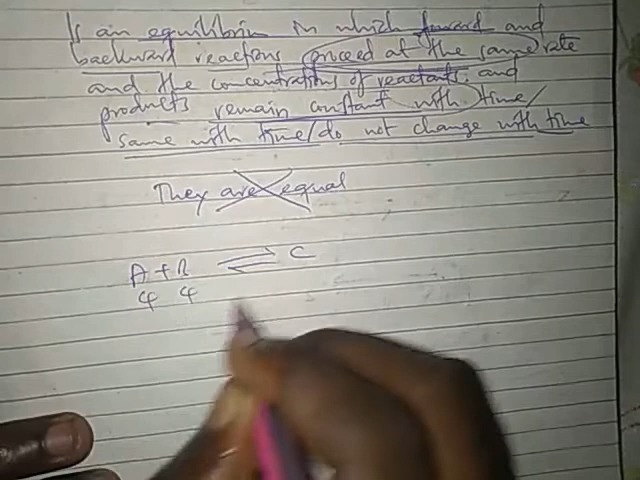 Is an equilibrium in which forward and
backward reactions proceed at the same rate
and the concentrations of reactants and
products remain constant with time/
same with time/do not change with time
They are equal
A + B ⇌ C
4 4